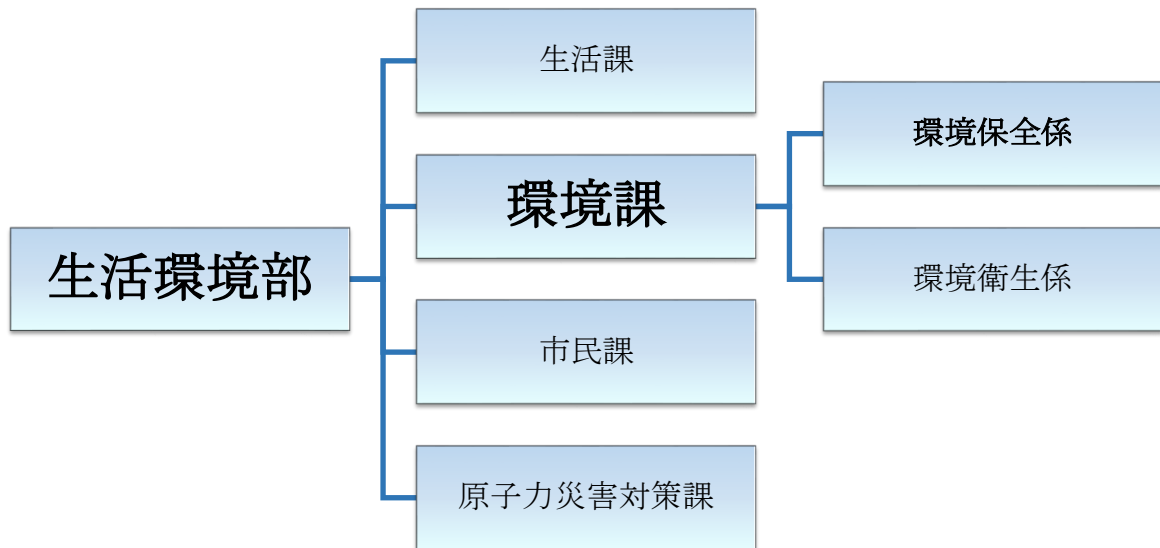 生活環境部
生活課
環境課
環境保全係
環境衛生係
市民課
原子力災害対策課